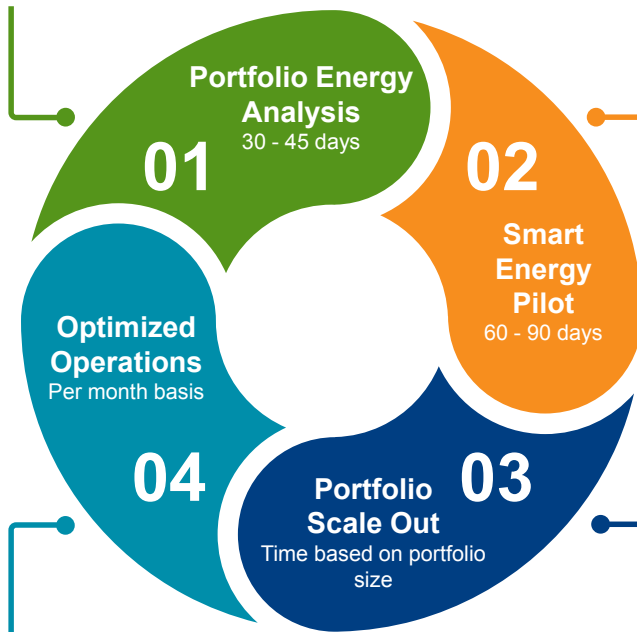 Portfolio Energy
Analysis
30 - 45 days
01
02
Smart
Energy
Pilot
60 - 90 days
03
Portfolio
Scale Out
Time based on portfolio
size
Optimized
Operations
Per month basis
04